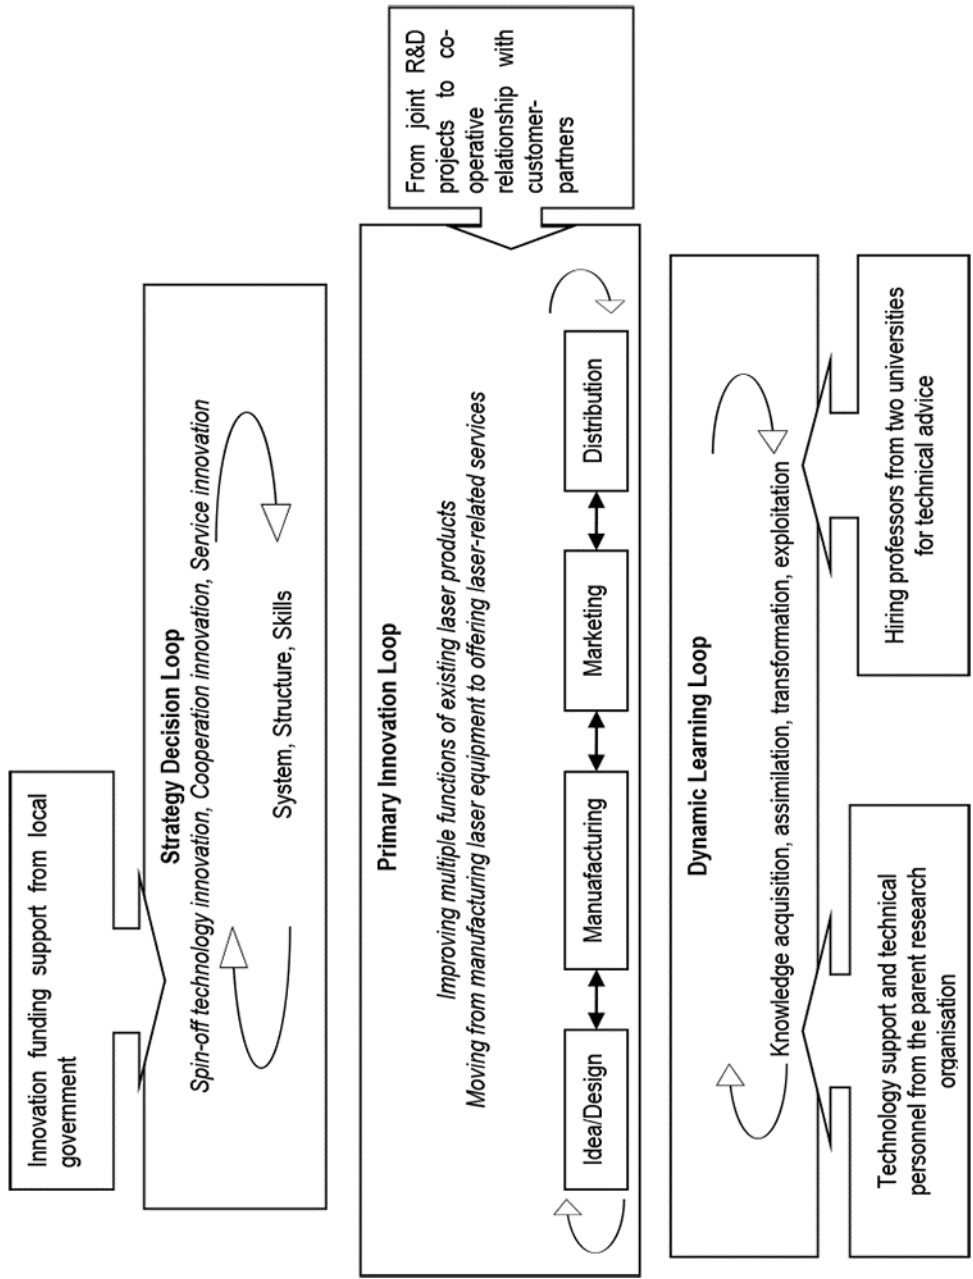 Innovation funding support from local
government
Strategy Decision Loop
Spin-off technology innovation, Cooperation innovation, Service innovation
System, Structure, Skills
Primary Innovation Loop
Improving multiple functions of existing laser products
Moving from manufacturing laser equipment to offering laser-related services
Idea/Design
Manuafacturing
Marketing
Distribution
From joint R&D
projects to co-
operative
relationship with
customer-
partners
Dynamic Learning Loop
Knowledge acquisition, assimilation, transformation, exploitation
Technology support and technical
personnel from the parent research
organisation
Hiring professors from two universities
for technical advice